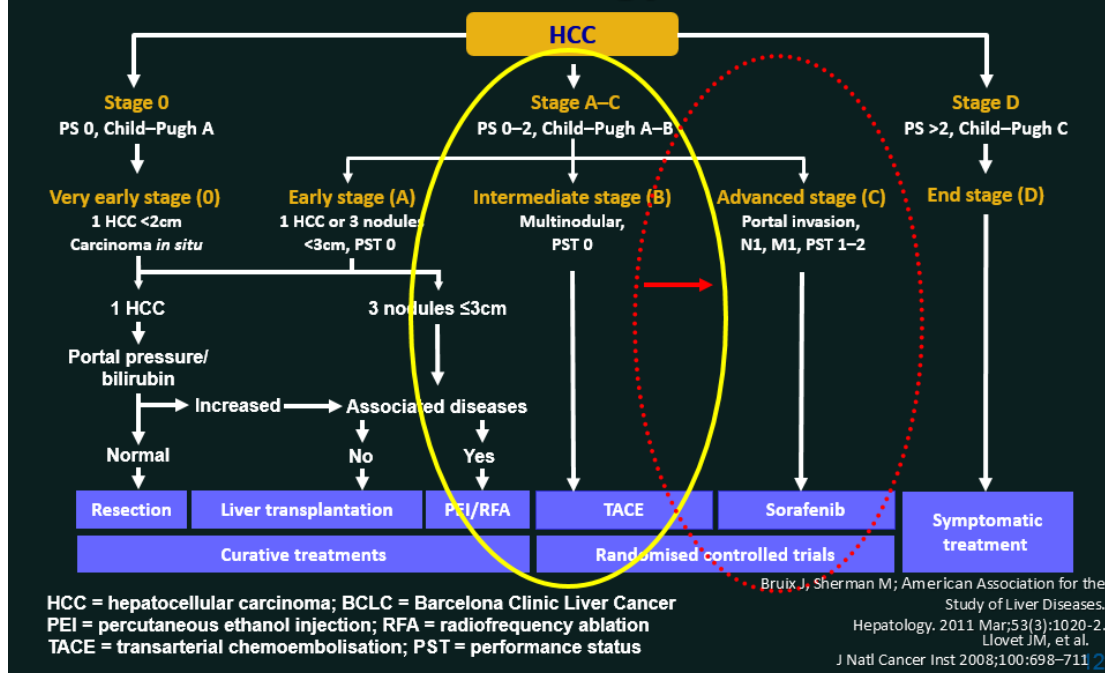 HCC
Stage 0
PS 0, Child–Pugh A
Stage A–C
PS 0–2, Child–Pugh A–B
Stage D
PS >2, Child–Pugh C
Very early stage (0)
1 HCC <2cm
Carcinoma in situ
Early stage (A)
1 HCC or 3 nodules
<3cm, PST 0
Intermediate stage (B)
Multinodular,
PST 0
Advanced stage (C)
Portal invasion,
N1, M1, PST 1–2
End stage (D)
1 HCC
3 nodules ≤3cm
Portal pressure/
bilirubin
Increased
Associated diseases
Normal
No
Yes
Resection
Liver transplantation
PEI/RFA
TACE
Sorafenib
Symptomatic
treatment
Curative treatments
Randomised controlled trials
HCC = hepatocellular carcinoma; BCLC = Barcelona Clinic Liver Cancer
PEI = percutaneous ethanol injection; RFA = radiofrequency ablation
TACE = transarterial chemoembolisation; PST = performance status
Bruix J, Sherman M; American Association for the
Study of Liver Diseases.
Hepatology. 2011 Mar;53(3):1020-2.
Llovet JM, et al.
J Natl Cancer Inst 2008;100:698–711
12